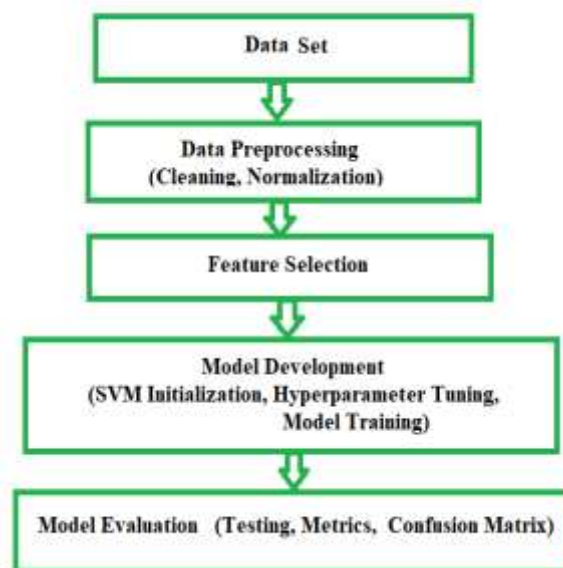 Data Set
Data Preprocessing
(Cleaning, Normalization)
Feature Selection
Model Development
(SVM Initialization, Hyperparameter Tuning,
Model Training)
Model Evaluation (Testing, Metrics, Confusion Matrix)